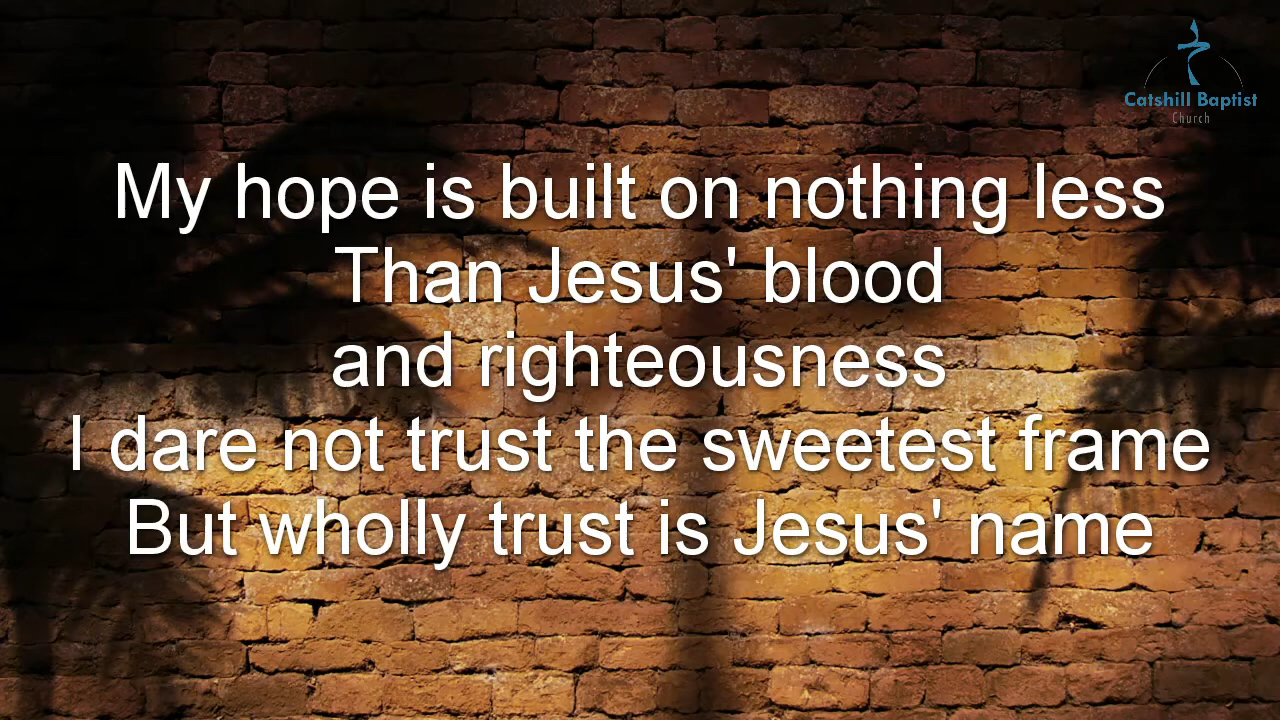 Catshill Baptist
Church
My hope is built on nothing less
Than Jesus' blood
and righteousness
I dare not trust the sweetest frame
But wholly trust is Jesus' name